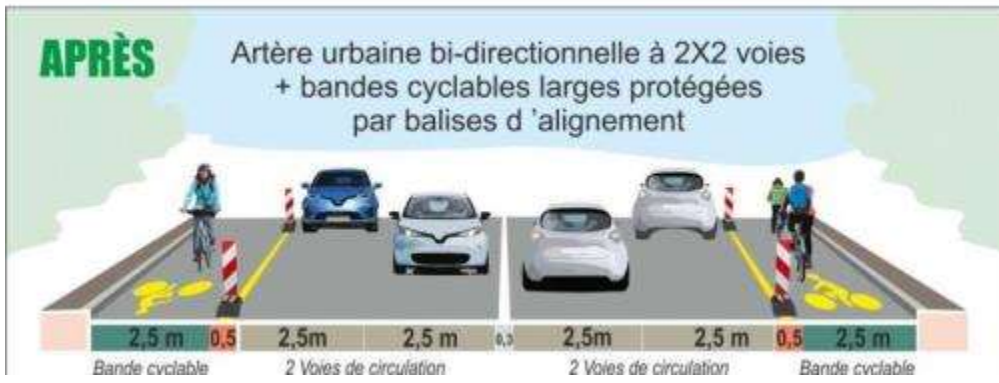 APRÈS
Artère urbaine bi-directionnelle à 2X2 voies
+ bandes cyclables larges protégées
par balises d ’alignement
2,5 m 0,5 2,5m 2,5 m 0,3 2,5m 2,5 m 0,5 2,5 m
Bande cyclable 2 Voies de circulation 2 Voies de circulation Bande cyclable